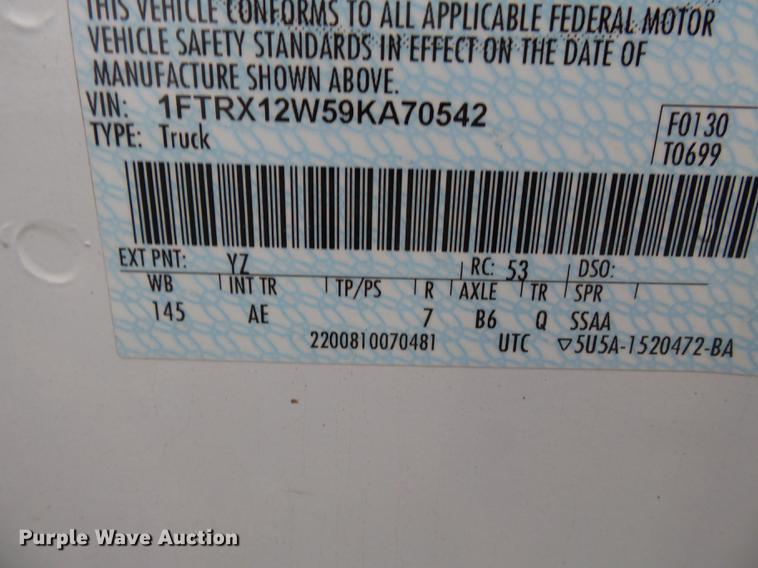 THIS VEHICLE CONFORMS TO ALL APPLICABLE FEDERAL MOTOR
VEHICLE SAFETY STANDARDS IN EFFECT ON THE DATE OF
MANUFACTURE SHOWN ABOVE.
VIN: 1FTRX12W59KA70542
TYPE: Truck
F0130
T0699
EXT PNT: YZ RC: 53 DSO:
WB INT TR TP/PS R AXLE TR SPR
145 AE 7 B6 Q SSAA
2200810070481 UTC ▽5U5A-1520472-BA
Purple Wave Auction